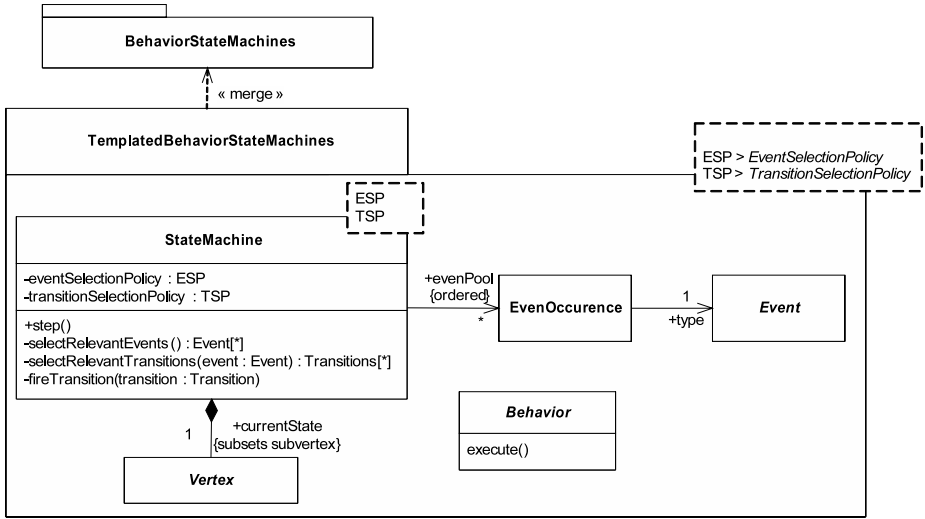 BehaviorStateMachines
« merge »
TemplatedBehaviorStateMachines
ESP > EventSelectionPolicy
TSP > TransitionSelectionPolicy
ESP
TSP
StateMachine
-eventSelectionPolicy : ESP
-transitionSelectionPolicy : TSP
+step()
-selectRelevantEvents() : Event[*]
-selectRelevantTransitions(event : Event) : Transitions[*]
-fireTransition(transition : Transition)
+evenPool
{ordered}
*
EvenOccurence
1
+type
Event
1
+currentState
{subsets subvertex}
Vertex
Behavior
execute()